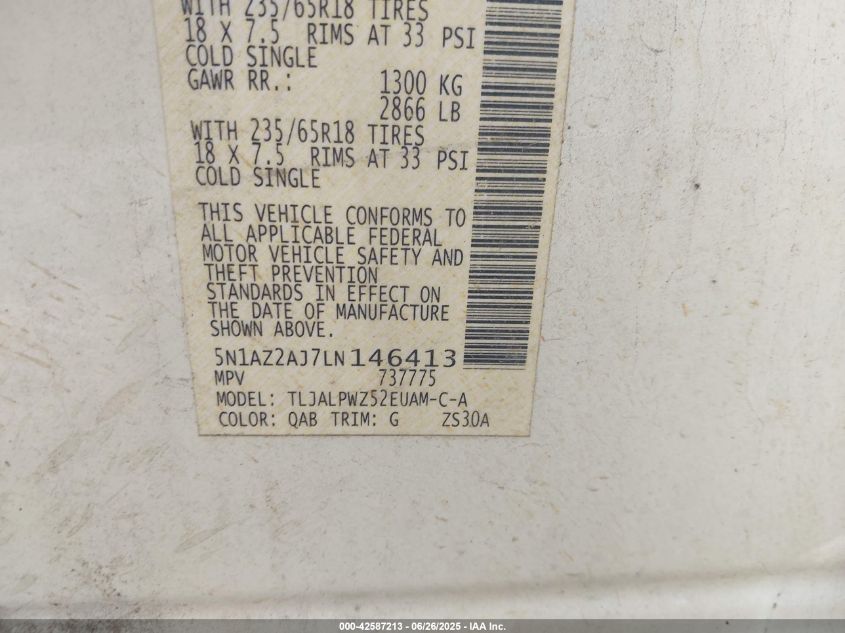 WITH 235/65R18 TIRES
18 X 7.5 RIMS AT 33 PSI
COLD SINGLE
GAWR RR.: 1300 KG
2866 LB
WITH 235/65R18 TIRES
18 X 7.5 RIMS AT 33 PSI
COLD SINGLE
THIS VEHICLE CONFORMS TO
ALL APPLICABLE FEDERAL
MOTOR VEHICLE SAFETY AND
THEFT PREVENTION
STANDARDS IN EFFECT ON
THE DATE OF MANUFACTURE
SHOWN ABOVE.
5N1AZ2AJ7LN146413
MPV 737775
MODEL: TLJALPWZ52EUAM-C-A
COLOR: QAB TRIM: G ZS30A
000-42587213 - 06/26/2025 - IAA Inc.